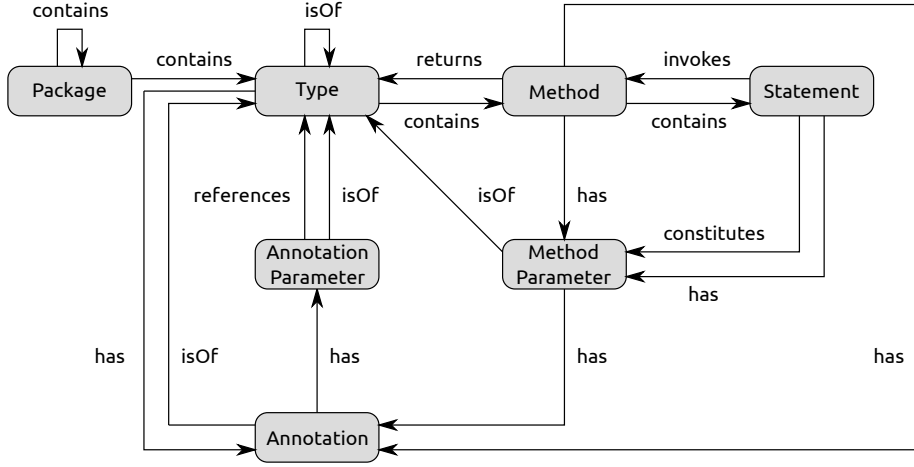 contains
isOf
contains
returns
invokes
Package
Type
Method
Statement
contains
contains
references
isOf
isOf
has
constitutes
Annotation
Parameter
Method
Parameter
has
has
isOf
has
has
has
Annotation